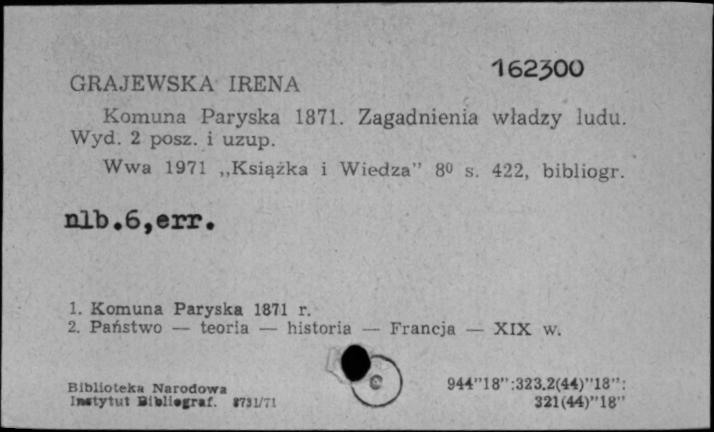 162300
GRAJEWSKA IRENA
Komuna Paryska 1871. Zagadnienia władzy ludu.
Wyd. 2 posz. i uzup.
Wwa 1971 „Książka i Wiedza” 8⁰ s. 422, bibliogr.
nlb.6,err.
1. Komuna Paryska 1871 r.
2. Państwo — teoria — historia — Francja — XIX w.
Biblioteka Narodowa
Instytut Bibliograf. 8731/71
©
944"18":323.2(44)"18":
321(44)"18"